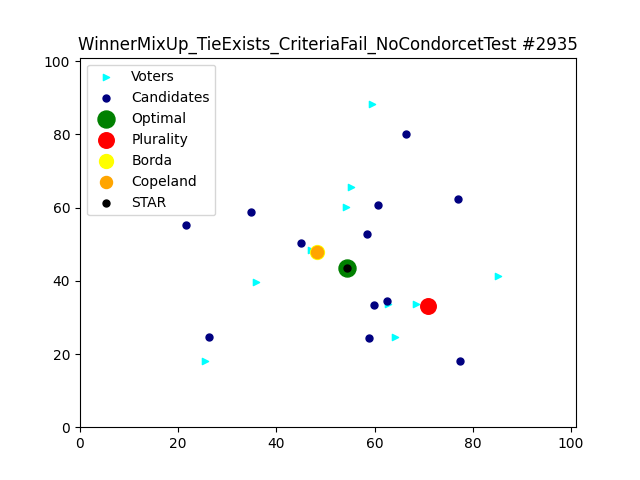 WinnerMixUp_TieExists_CriteriaFail_NoCondorcetTest #2935
Voters
Candidates
Optimal
Plurality
Borda
Copeland
STAR
100
80
60
40
20
0
0 20 40 60 80 100